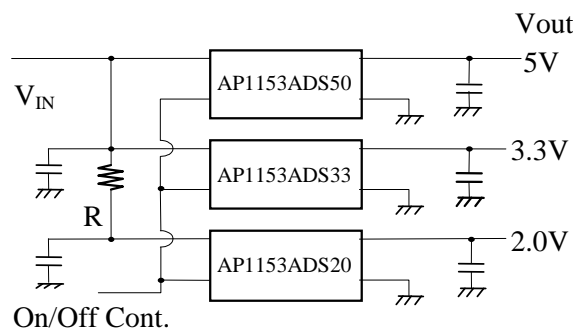 Vout
5V
AP1153ADS50
V_IN
3.3V
AP1153ADS33
R
2.0V
AP1153ADS20
On/Off Cont.